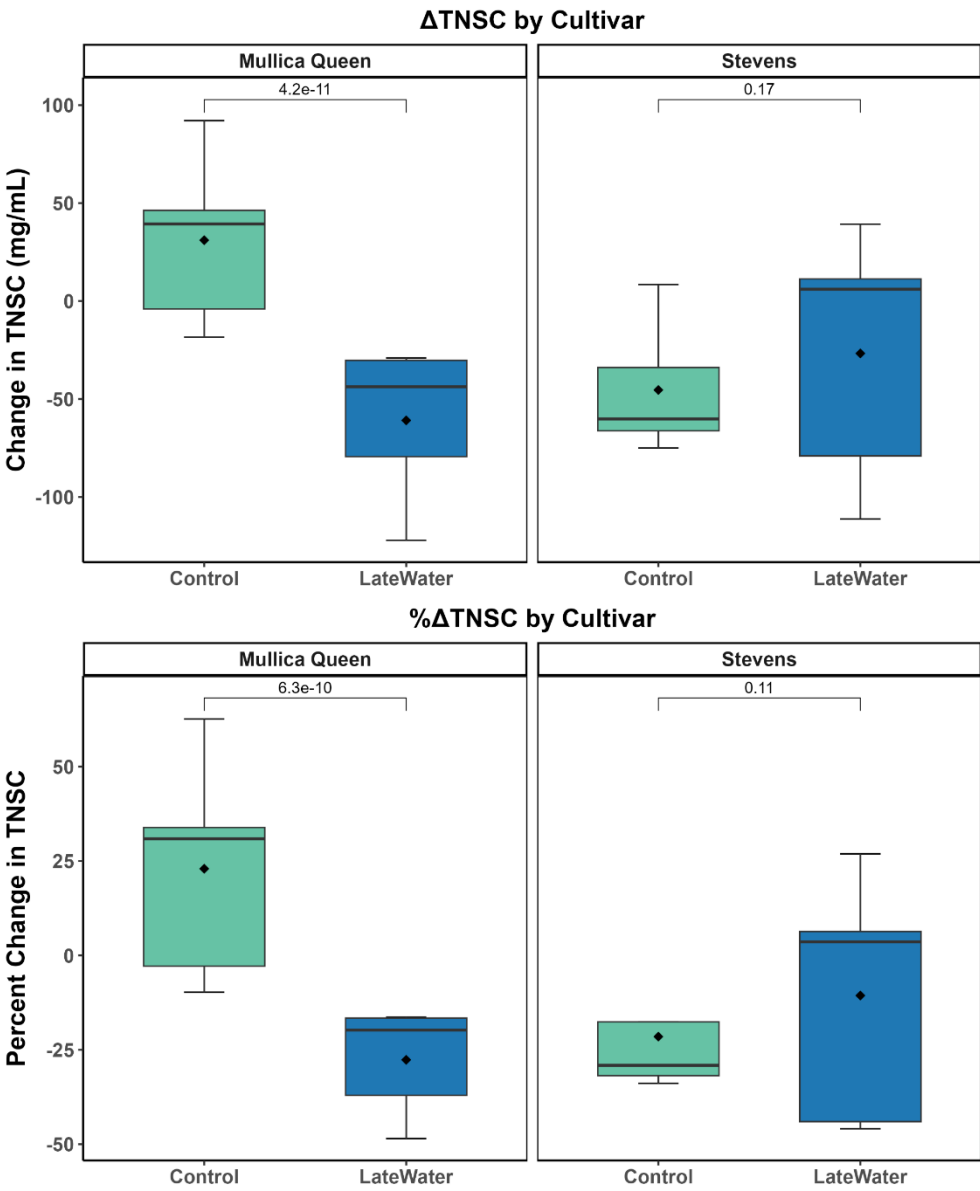 ΔTNSC by Cultivar
Mullica Queen
Stevens
4.2e-11
0.17
Change in TNSC (mg/mL)
100
50
0
-50
-100
Control
LateWater
Control
LateWater
%ΔTNSC by Cultivar
Mullica Queen
Stevens
6.3e-10
0.11
Percent Change in TNSC
50
25
0
-25
-50
Control
LateWater
Control
LateWater